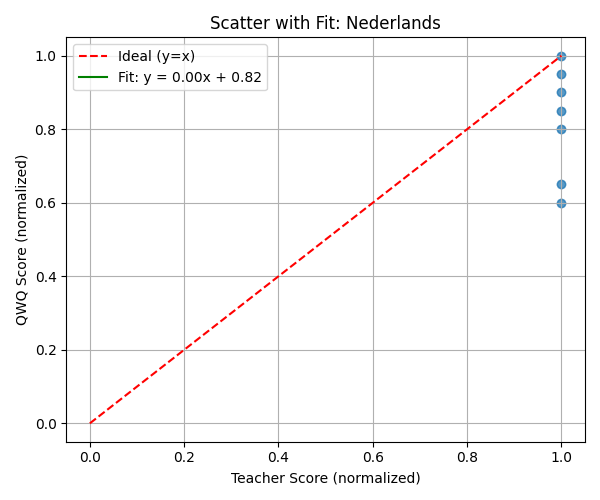 Scatter with Fit: Nederlands
Ideal (y=x)
Fit: y = 0.00x + 0.82
QWQ Score (normalized)
1.0
0.8
0.6
0.4
0.2
0.0
0.0 0.2 0.4 0.6 0.8 1.0
Teacher Score (normalized)